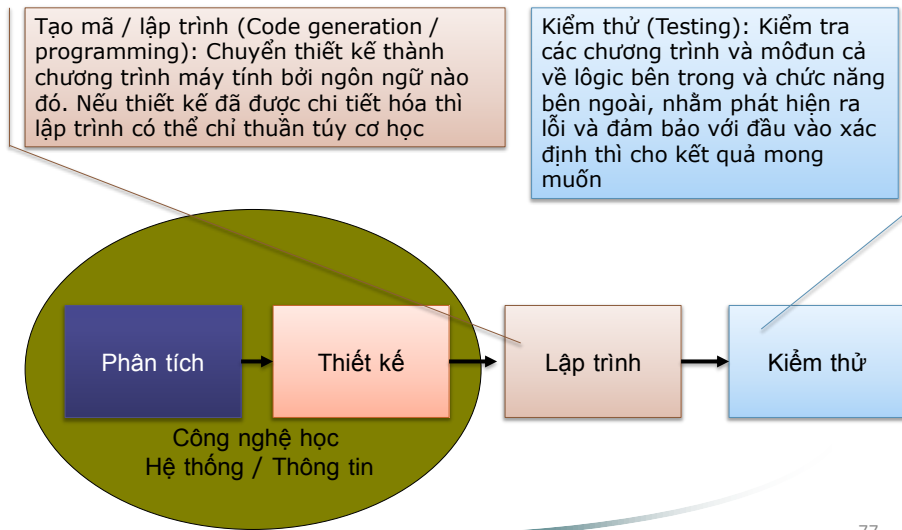 Tạo mã / lập trình (Code generation /
programming): Chuyển thiết kế thành
chương trình máy tính bởi ngôn ngữ nào
đó. Nếu thiết kế đã được chi tiết hóa thì
lập trình có thể chỉ thuần túy cơ học
Kiểm thử (Testing): Kiểm tra
các chương trình và môđun cả
về lôgic bên trong và chức năng
bên ngoài, nhằm phát hiện ra
lỗi và đảm bảo với đầu vào xác
định thì cho kết quả mong
muốn
Phân tích
Thiết kế
Lập trình
Kiểm thử
Công nghệ học
Hệ thống / Thông tin
77